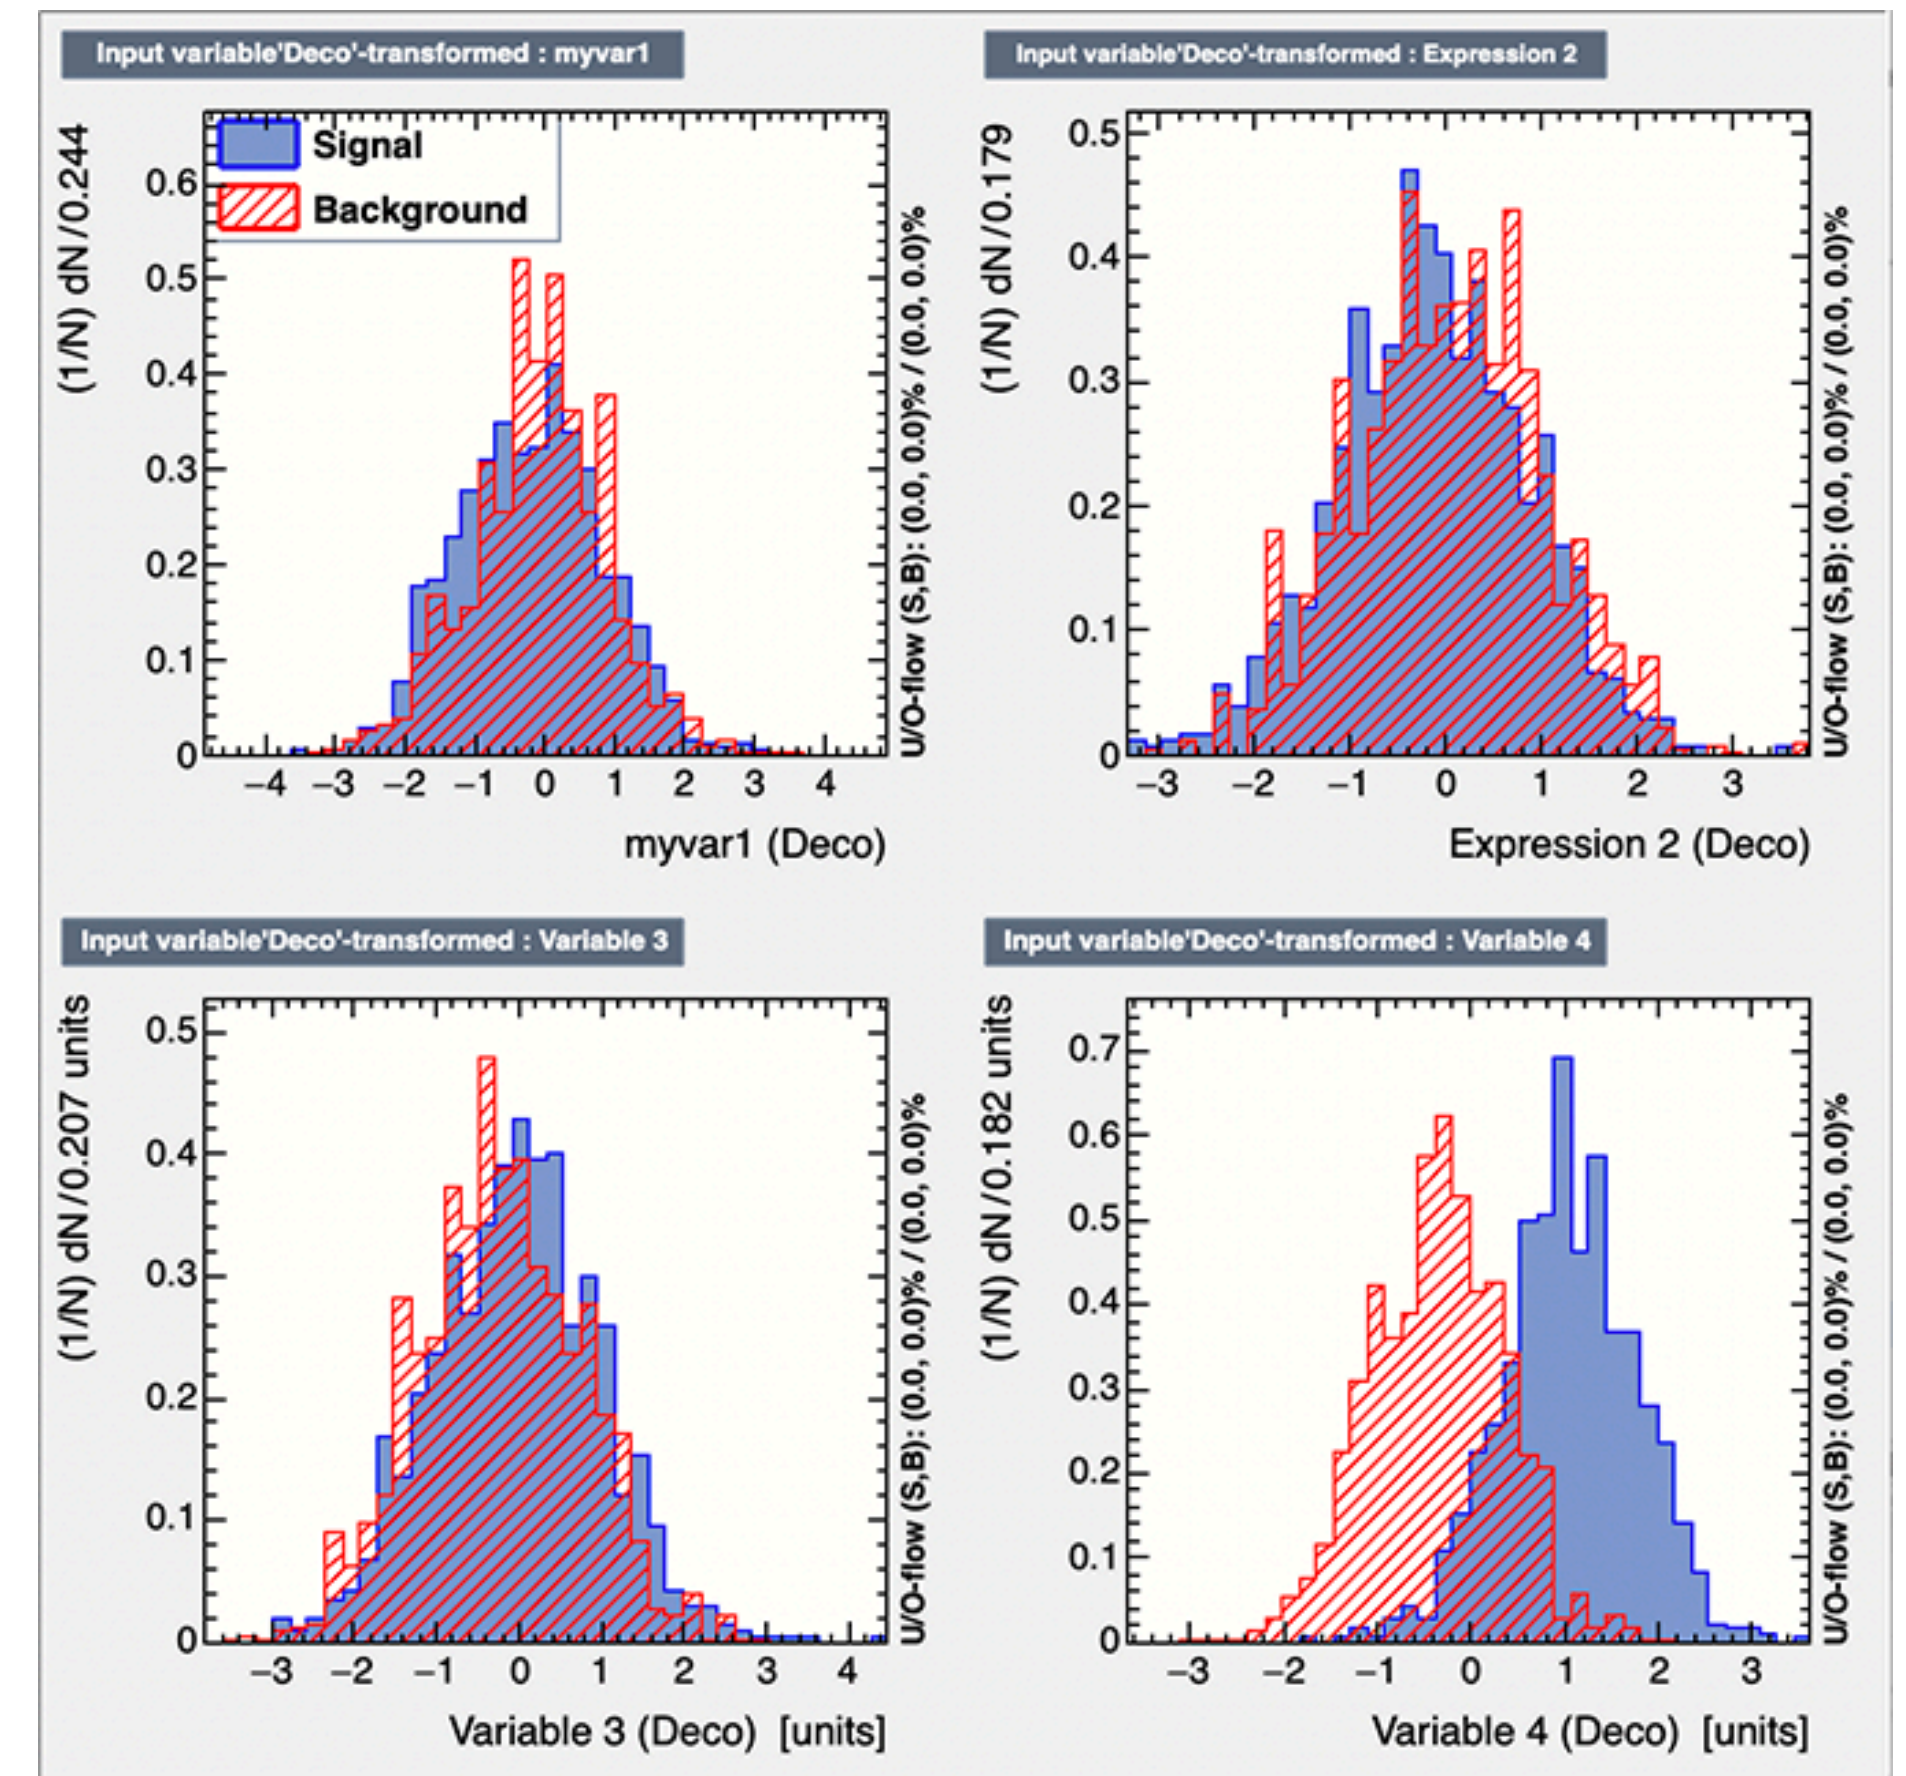 Input variable'Deco'-transformed : myvar1
(1/N) dN/0.244
Signal
Background
0.6
0.5
0.4
0.3
0.2
0.1
0
−4 −3 −2 −1 0 1 2 3 4
myvar1 (Deco)
U/O-flow (S,B): (0.0, 0.0)% / (0.0, 0.0)%
Input variable'Deco'-transformed : Expression 2
(1/N) dN/0.179
0.5
0.4
0.3
0.2
0.1
0
−3 −2 −1 0 1 2 3
Expression 2 (Deco)
U/O-flow (S,B): (0.0, 0.0)% / (0.0, 0.0)%
Input variable'Deco'-transformed : Variable 3
(1/N) dN/0.207 units
0.5
0.4
0.3
0.2
0.1
0
−3 −2 −1 0 1 2 3 4
Variable 3 (Deco) [units]
U/O-flow (S,B): (0.0, 0.0)% / (0.0, 0.0)%
Input variable'Deco'-transformed : Variable 4
(1/N) dN/0.182 units
0.7
0.6
0.5
0.4
0.3
0.2
0.1
0
−3 −2 −1 0 1 2 3
Variable 4 (Deco) [units]
U/O-flow (S,B): (0.0, 0.0)% / (0.0, 0.0)%